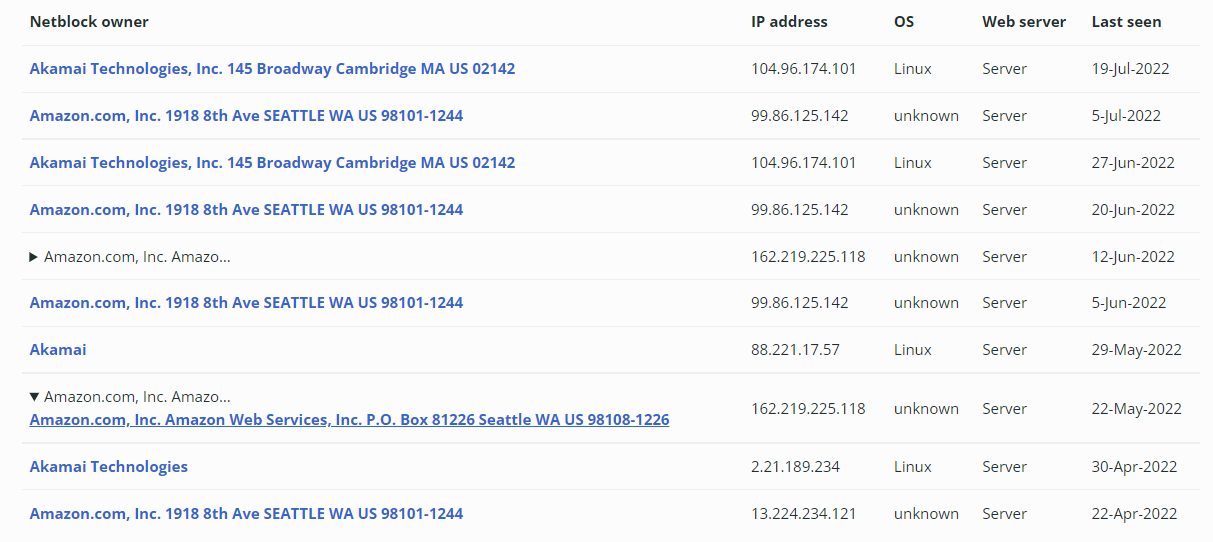 Netblock owner IP address OS Web server Last seen
Akamai Technologies, Inc. 145 Broadway Cambridge MA US 02142 104.96.174.101 Linux Server 19-Jul-2022
Amazon.com, Inc. 1918 8th Ave SEATTLE WA US 98101-1244 99.86.125.142 unknown Server 5-Jul-2022
Akamai Technologies, Inc. 145 Broadway Cambridge MA US 02142 104.96.174.101 Linux Server 27-Jun-2022
Amazon.com, Inc. 1918 8th Ave SEATTLE WA US 98101-1244 99.86.125.142 unknown Server 20-Jun-2022
Amazon.com, Inc. Amazo... 162.219.225.118 unknown Server 12-Jun-2022
Amazon.com, Inc. 1918 8th Ave SEATTLE WA US 98101-1244 99.86.125.142 unknown Server 5-Jun-2022
Akamai 88.221.17.57 Linux Server 29-May-2022
Amazon.com, Inc. Amazo...
Amazon.com, Inc. Amazon Web Services, Inc. P.O. Box 81226 Seattle WA US 98108-1226 162.219.225.118 unknown Server 22-May-2022
Akamai Technologies 2.21.189.234 Linux Server 30-Apr-2022
Amazon.com, Inc. 1918 8th Ave SEATTLE WA US 98101-1244 13.224.234.121 unknown Server 22-Apr-2022